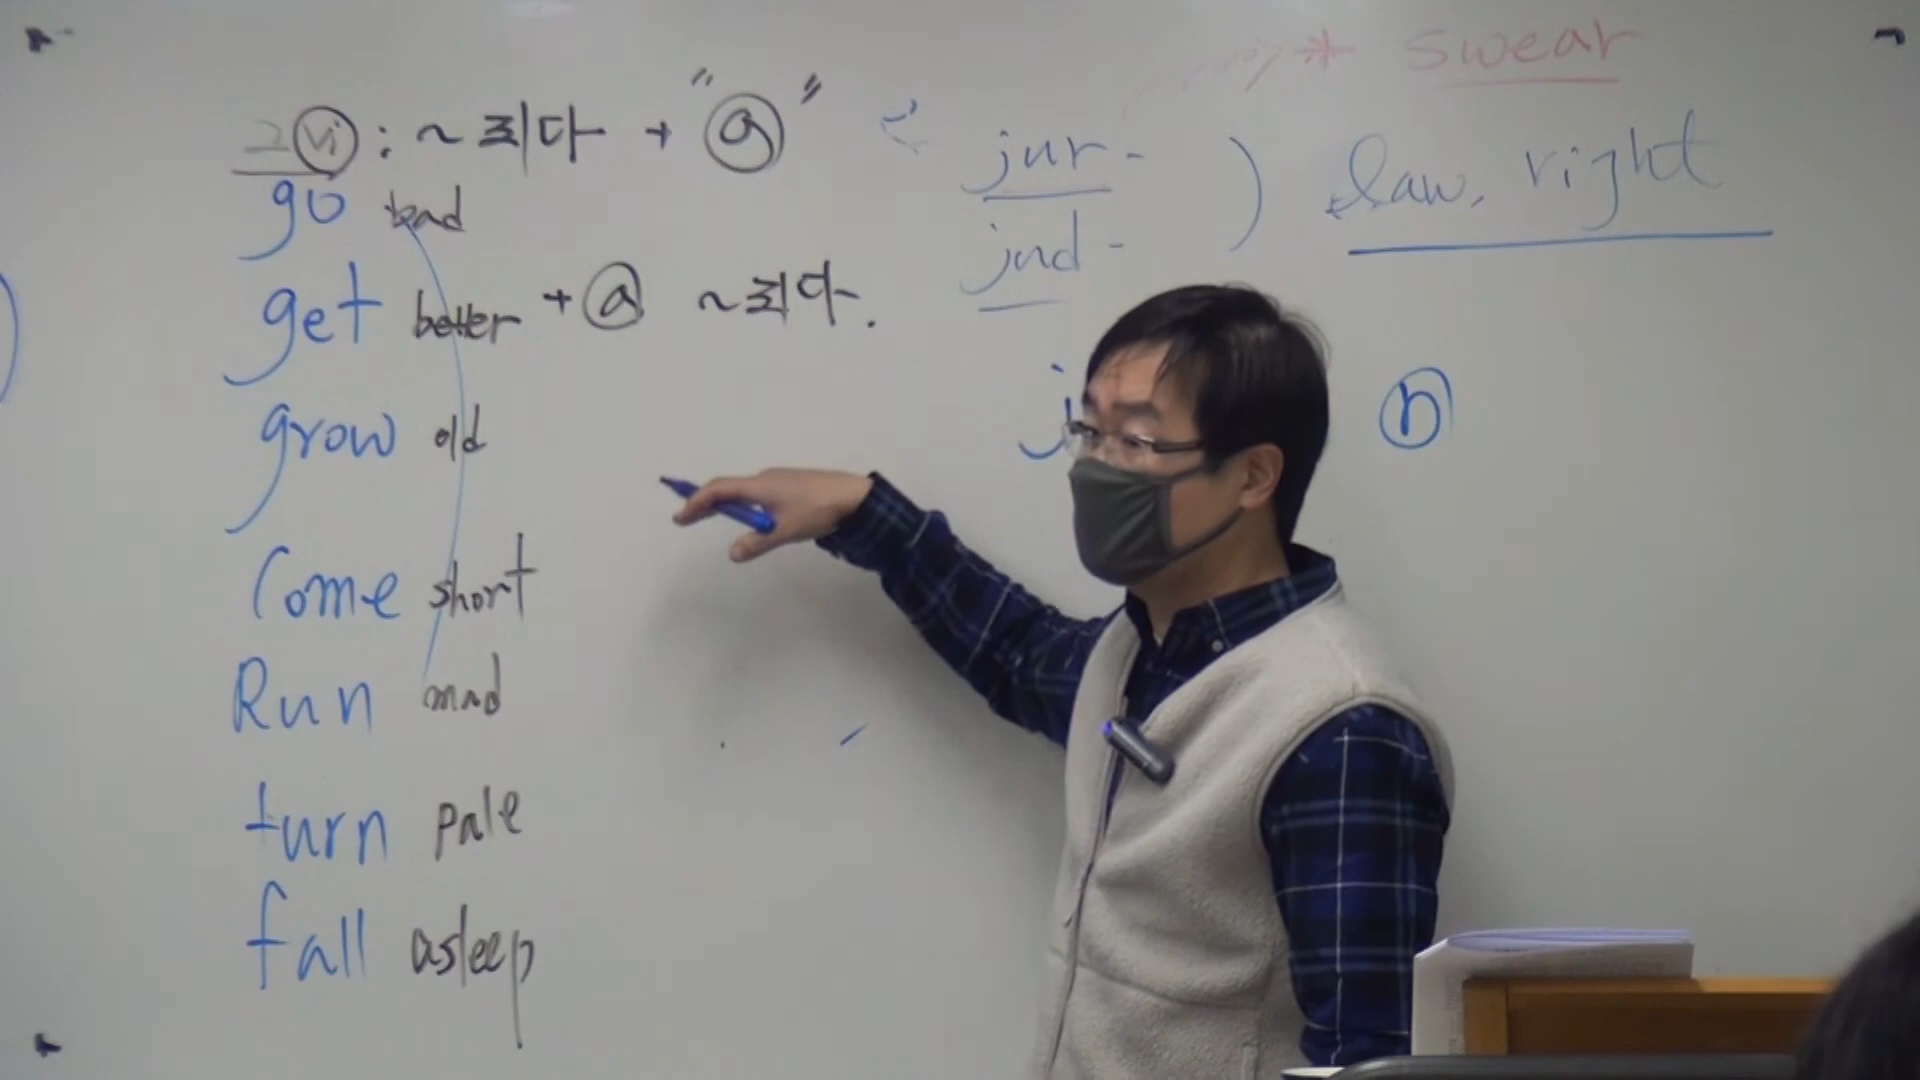 2 vi : ~ 지다 + "ⓐ"
go bad
get better + ⓐ ~지다.
grow old
Come short
Run mad
turn pale
fall asleep
* swear
jur-
jud- ) law, right
j ⓝ